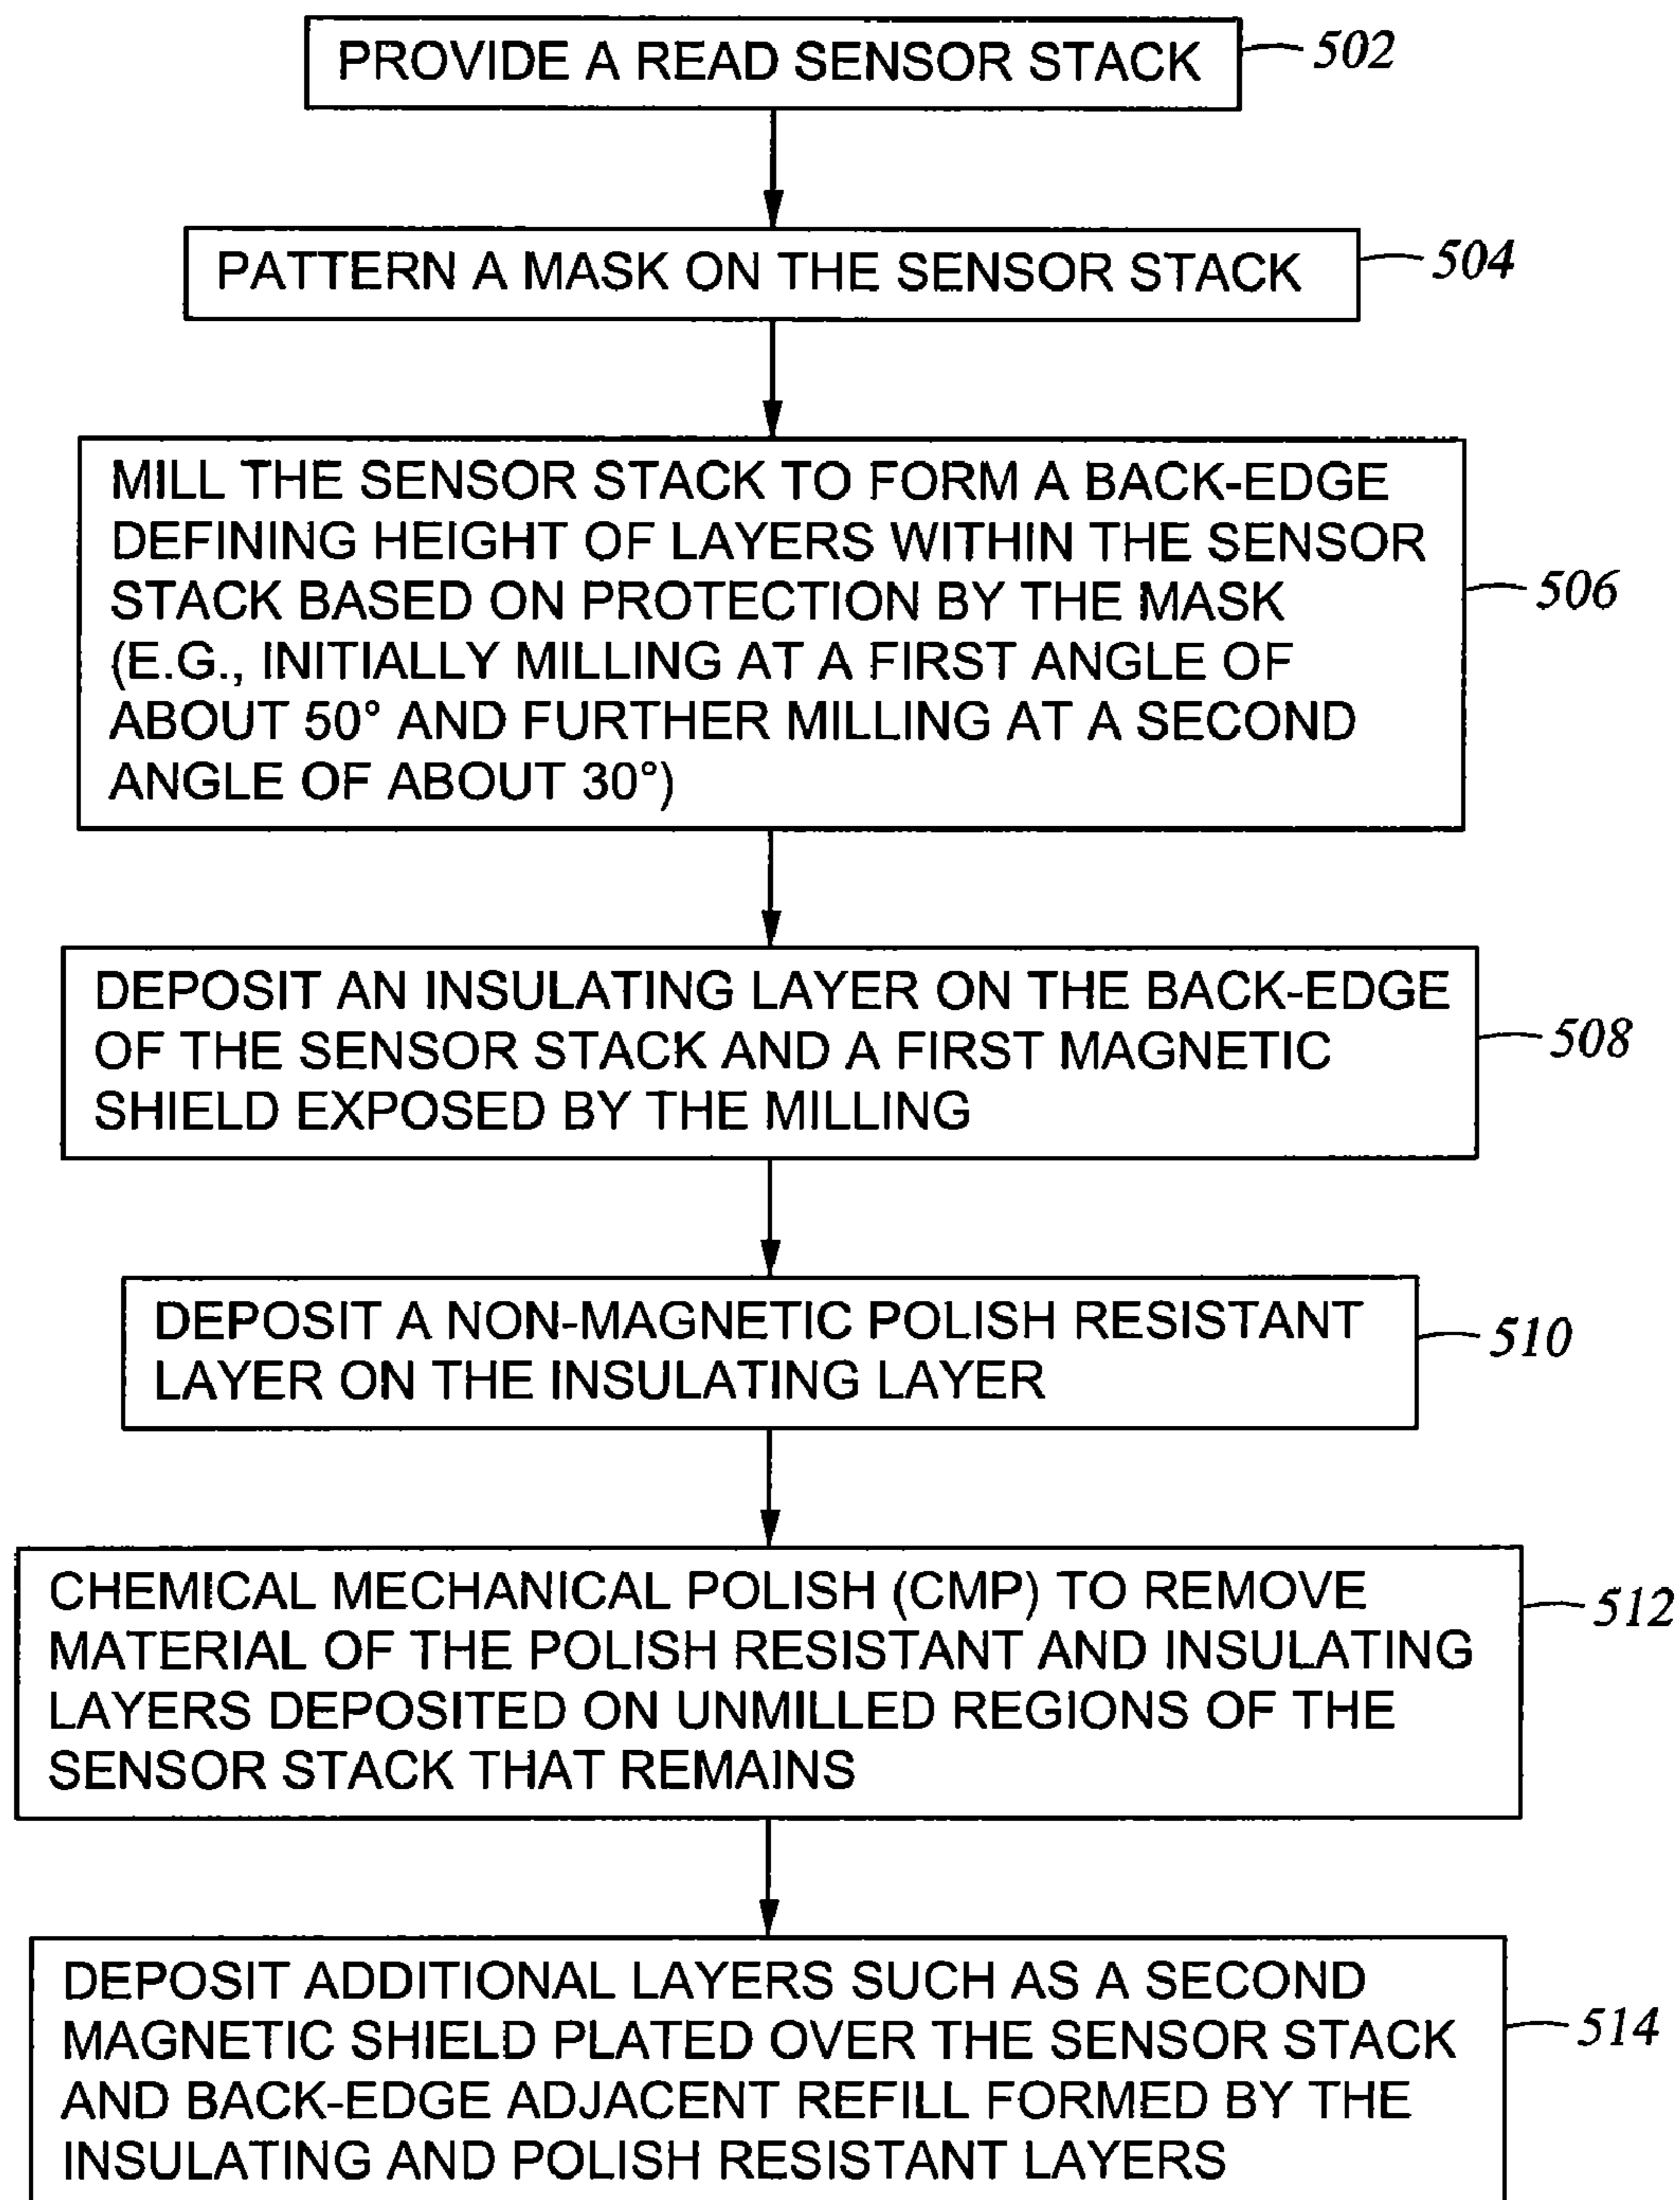 PROVIDE A READ SENSOR STACK
502
PATTERN A MASK ON THE SENSOR STACK
504
MILL THE SENSOR STACK TO FORM A BACK-EDGE
DEFINING HEIGHT OF LAYERS WITHIN THE SENSOR
STACK BASED ON PROTECTION BY THE MASK
(E.G., INITIALLY MILLING AT A FIRST ANGLE OF
ABOUT 50° AND FURTHER MILLING AT A SECOND
ANGLE OF ABOUT 30°)
506
DEPOSIT AN INSULATING LAYER ON THE BACK-EDGE
OF THE SENSOR STACK AND A FIRST MAGNETIC
SHIELD EXPOSED BY THE MILLING
508
DEPOSIT A NON-MAGNETIC POLISH RESISTANT
LAYER ON THE INSULATING LAYER
510
CHEMICAL MECHANICAL POLISH (CMP) TO REMOVE
MATERIAL OF THE POLISH RESISTANT AND INSULATING
LAYERS DEPOSITED ON UNMILLED REGIONS OF THE
SENSOR STACK THAT REMAINS
512
DEPOSIT ADDITIONAL LAYERS SUCH AS A SECOND
MAGNETIC SHIELD PLATED OVER THE SENSOR STACK
AND BACK-EDGE ADJACENT REFILL FORMED BY THE
INSULATING AND POLISH RESISTANT LAYERS
514